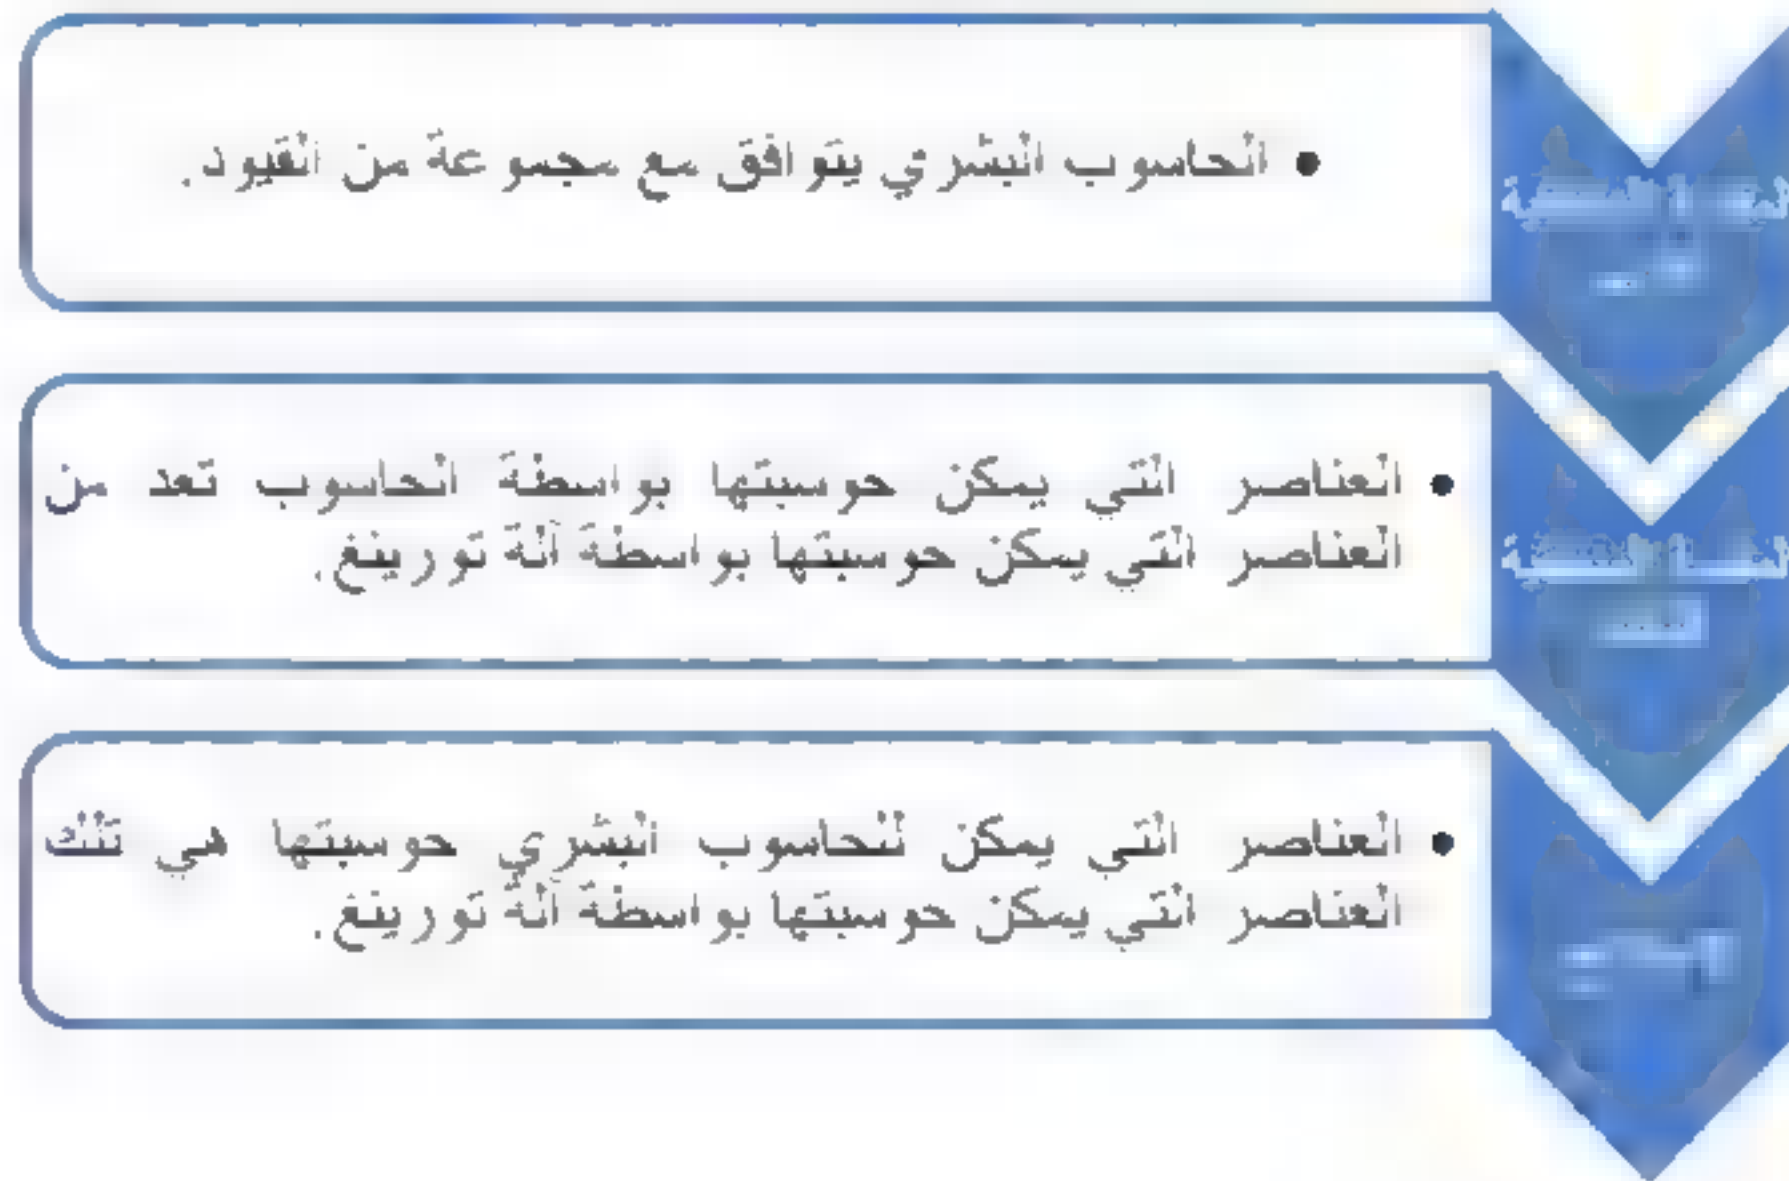 • الحاسوب البشري يتوافق مع مجموعة من القيود.
• العناصر التي يمكن حوسبتها بواسطة الحاسوب تعد من
العناصر التي يمكن حوسبتها بواسطة آلة تورينغ.
• العناصر التي يمكن للحاسوب البشري حوسبتها هي تلك
العناصر التي يمكن حوسبتها بواسطة آلة تورينغ.